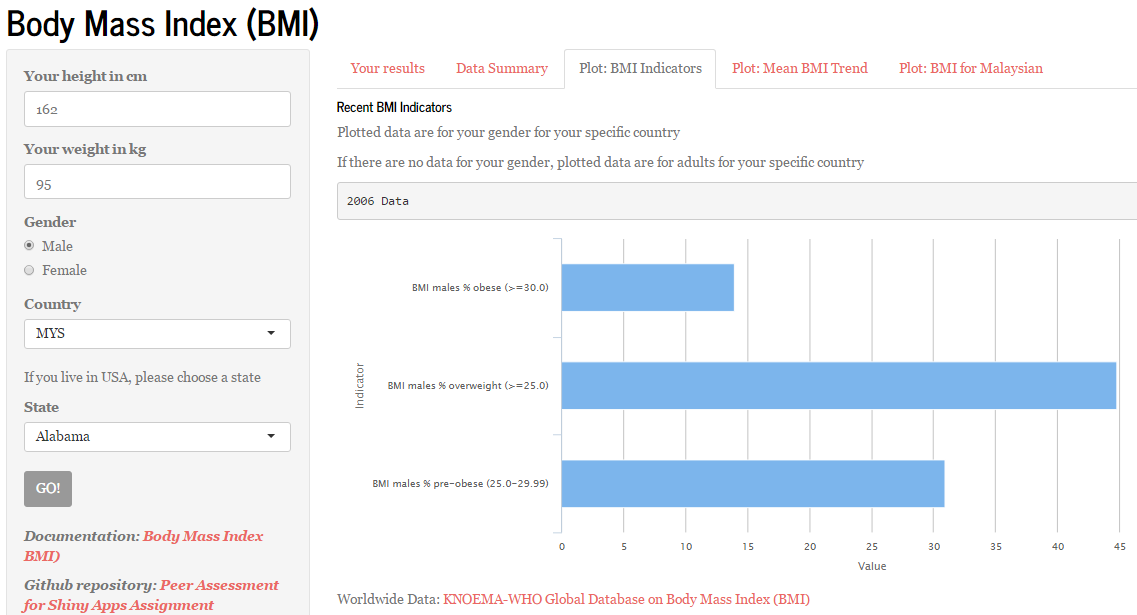 Body Mass Index (BMI)
Your height in cm
162
Your weight in kg
95
Gender
Male
Female
Country
MYS
If you live in USA, please choose a state
State
Alabama
GO!
Documentation: Body Mass Index
BMI)
Github repository: Peer Assessment
for Shiny Apps Assignment
Your results Data Summary Plot: BMI Indicators Plot: Mean BMI Trend Plot: BMI for Malaysian
Recent BMI Indicators
Plotted data are for your gender for your specific country
If there are no data for your gender, plotted data are for adults for your specific country
2006 Data
Indicator
BMI males % obese (>=30.0)
BMI males % overweight (>=25.0)
BMI males % pre-obese (25.0-29.99)
0 5 10 15 20 25 30 35 40 45
Value
Worldwide Data: KNOEMA-WHO Global Database on Body Mass Index (BMI)